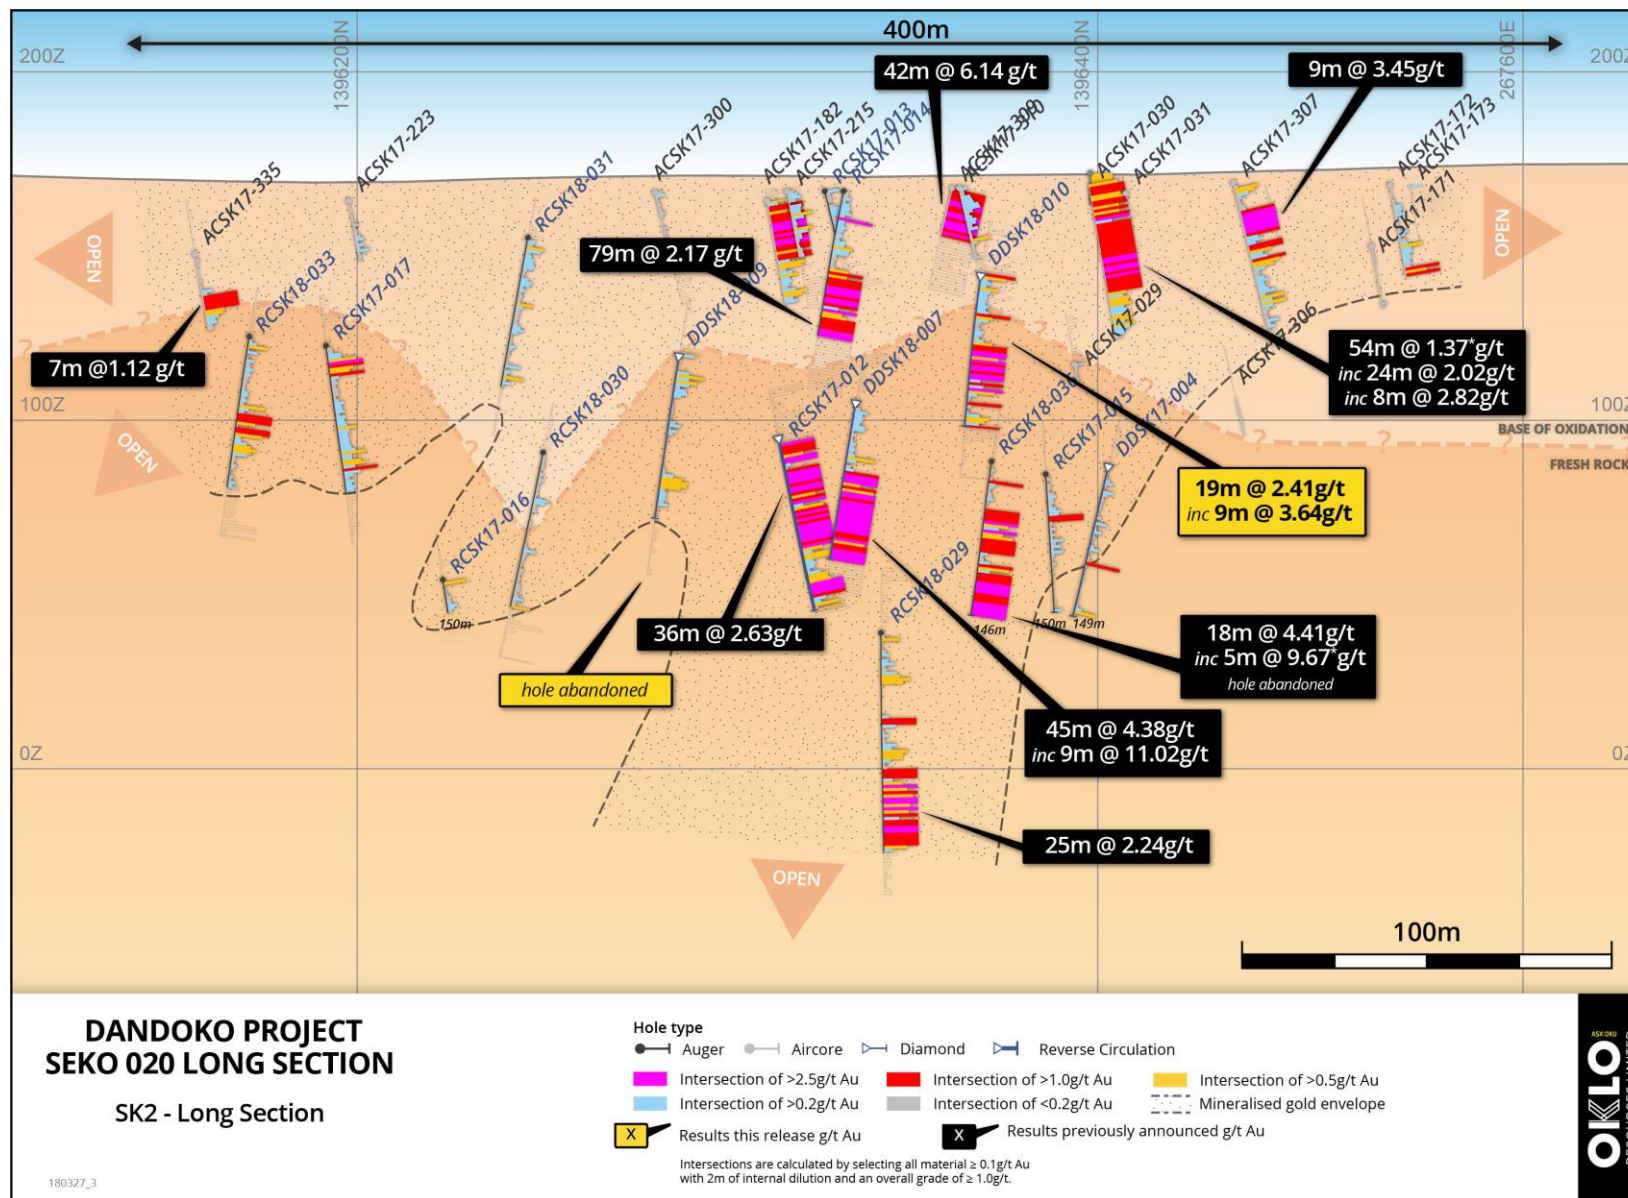 400m
200Z
1396200N
1396400N
267600E
200Z
42m @ 6.14 g/t
9m @ 3.45g/t
ACSK17-335
ACSK17-223
RCSK18-031
ACSK17-300
ACSK17-182
ACSK17-215
RCSK17-013
RCSK17-014
DDSK18-010
ACSK17-030
ACSK17-031
ACSK17-307
ACSK17-172
ACSK17-173
ACSK17-171
OPEN
OPEN
79m @ 2.17 g/t
RCSK18-033
RCSK17-017
DDSK18-009
DDSK18-007
ACSK17-029
ACSK17-306
7m @1.12 g/t
54m @ 1.37*g/t
inc 24m @ 2.02g/t
inc 8m @ 2.82g/t
?
?
?
?
?
?
?
?
100Z
100Z
BASE OF OXIDATION
FRESH ROCK
OPEN
RCSK18-030
RCSK17-012
RCSK17-015
DDSK17-004
19m @ 2.41g/t
inc 9m @ 3.64g/t
RCSK17-016
RCSK18-029
150m
146m
150m
149m
36m @ 2.63g/t
18m @ 4.41g/t
inc 5m @ 9.67*g/t
hole abandoned
hole abandoned
45m @ 4.38g/t
inc 9m @ 11.02g/t
0Z
0Z
25m @ 2.24g/t
OPEN
100m
DANDOKO PROJECT
SEKO 020 LONG SECTION
SK2 - Long Section
180327_3
Hole type
Auger Aircore Diamond Reverse Circulation
Intersection of >2.5g/t Au Intersection of >1.0g/t Au Intersection of >0.5g/t Au
Intersection of >0.2g/t Au Intersection of <0.2g/t Au Mineralised gold envelope
X Results this release g/t Au X Results previously announced g/t Au
Intersections are calculated by selecting all material ≥ 0.1g/t Au
with 2m of internal dilution and an overall grade of ≥ 1.0g/t.
ASX:OKU
OKLO